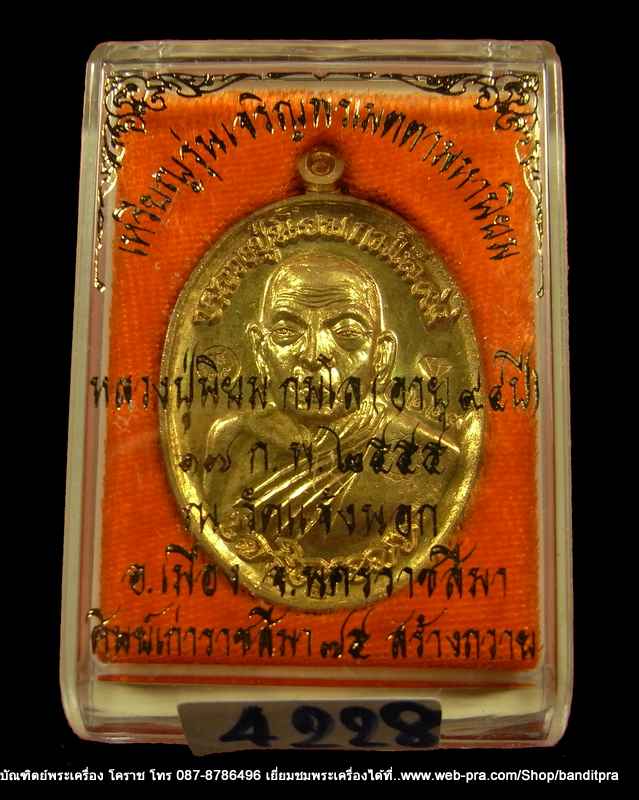 เหรียญรุ่นเจริญพรเมตตามหานิยม
หลวงปู่นิยม กมโล (อายุ ๙๔ ปี)
๑๗ ก.พ. ๒๕๕๕
ณ วัดแจ้งนอก
อ.เมือง จ.นครราชสีมา
ศิษย์เก่าราชสีมา ๗๕ สร้างถวาย
4228
บัณฑิตย์พระเครื่อง โคราช โทร 087-8786496 เยี่ยมชมพระเครื่องได้ที่..www.web-pra.com/Shop/banditpra